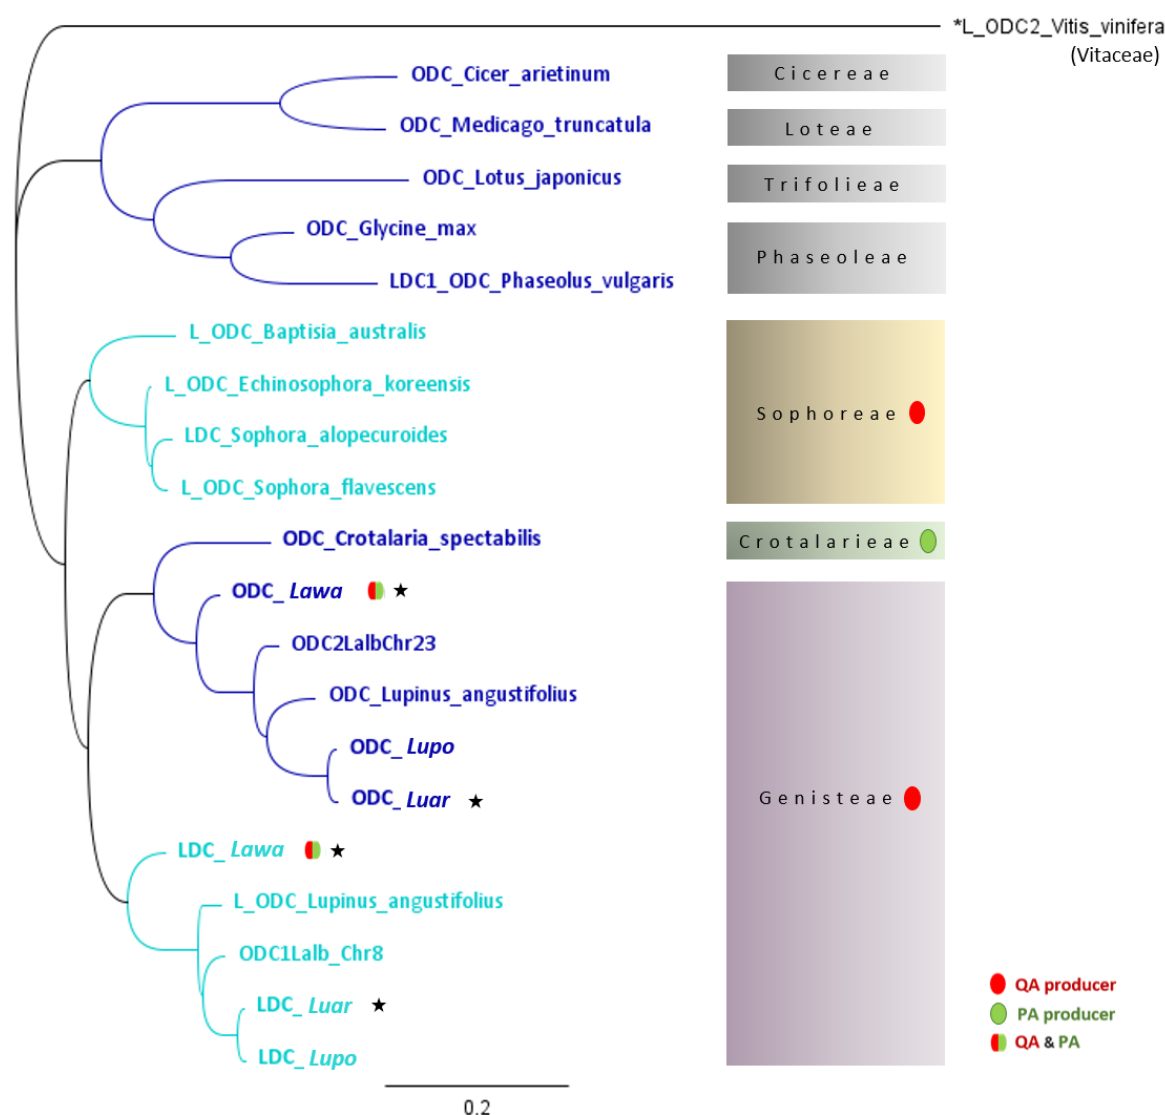 *L_ODC2_Vitis_vinifera
(Vitaceae)
ODC_Cicer_arietinum
Cicereae
ODC_Medicago_truncatula
Loteae
ODC_Lotus_japonicus
Trifolieae
ODC_Glycine_max
Phaseoleae
LDC1_ODC_Phaseolus_vulgaris
L_ODC_Baptisia_australis
L_ODC_Echinosophora_koreensis
Sophoreae
LDC_Sophora_alopecuroides
L_ODC_Sophora_flavescens
ODC_Crotalaria_spectabilis
Crotalarieae
ODC_Lawa
ODC2LalbChr23
ODC_Lupinus_angustifolius
ODC_Lupo
ODC_Luar
Genisteae
LDC_Lawa
L_ODC_Lupinus_angustifolius
ODC1Lalb_Chr8
LDC_Luar
LDC_Lupo
QA producer
PA producer
QA & PA
0.2